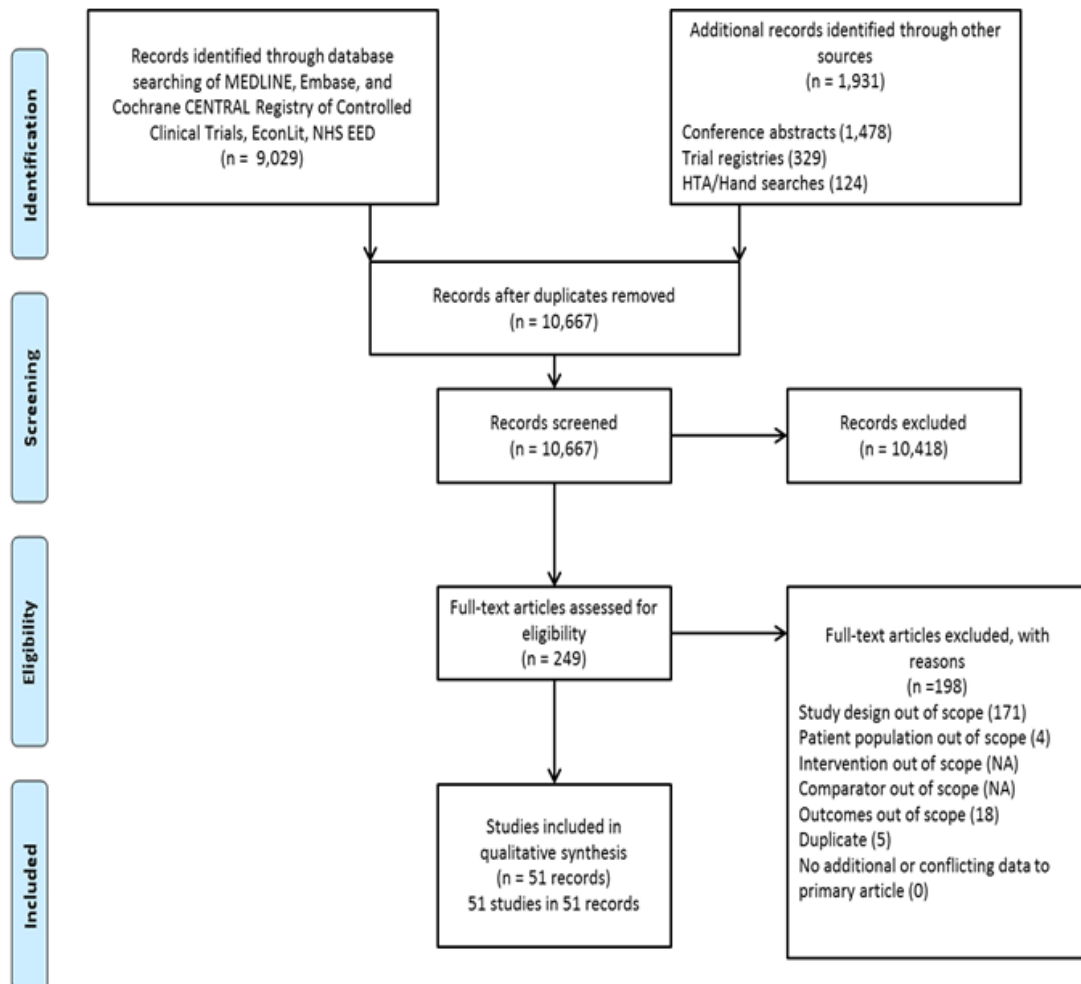 Identification
Records identified through database
searching of MEDLINE, Embase, and
Cochrane CENTRAL Registry of Controlled
Clinical Trials, EconLit, NHS EED
(n = 9,029)
Additional records identified through other
sources
(n = 1,931)
Conference abstracts (1,478)
Trial registries (329)
HTA/Hand searches (124)
Screening
Records after duplicates removed
(n = 10,667)
Records screened
(n = 10,667)
Records excluded
(n = 10,418)
Eligibility
Full-text articles assessed for
eligibility
(n = 249)
Full-text articles excluded, with
reasons
(n =198)
Study design out of scope (171)
Patient population out of scope (4)
Intervention out of scope (NA)
Comparator out of scope (NA)
Outcomes out of scope (18)
Duplicate (5)
No additional or conflicting data to
primary article (0)
Included
Studies included in
qualitative synthesis
(n = 51 records)
51 studies in 51 records